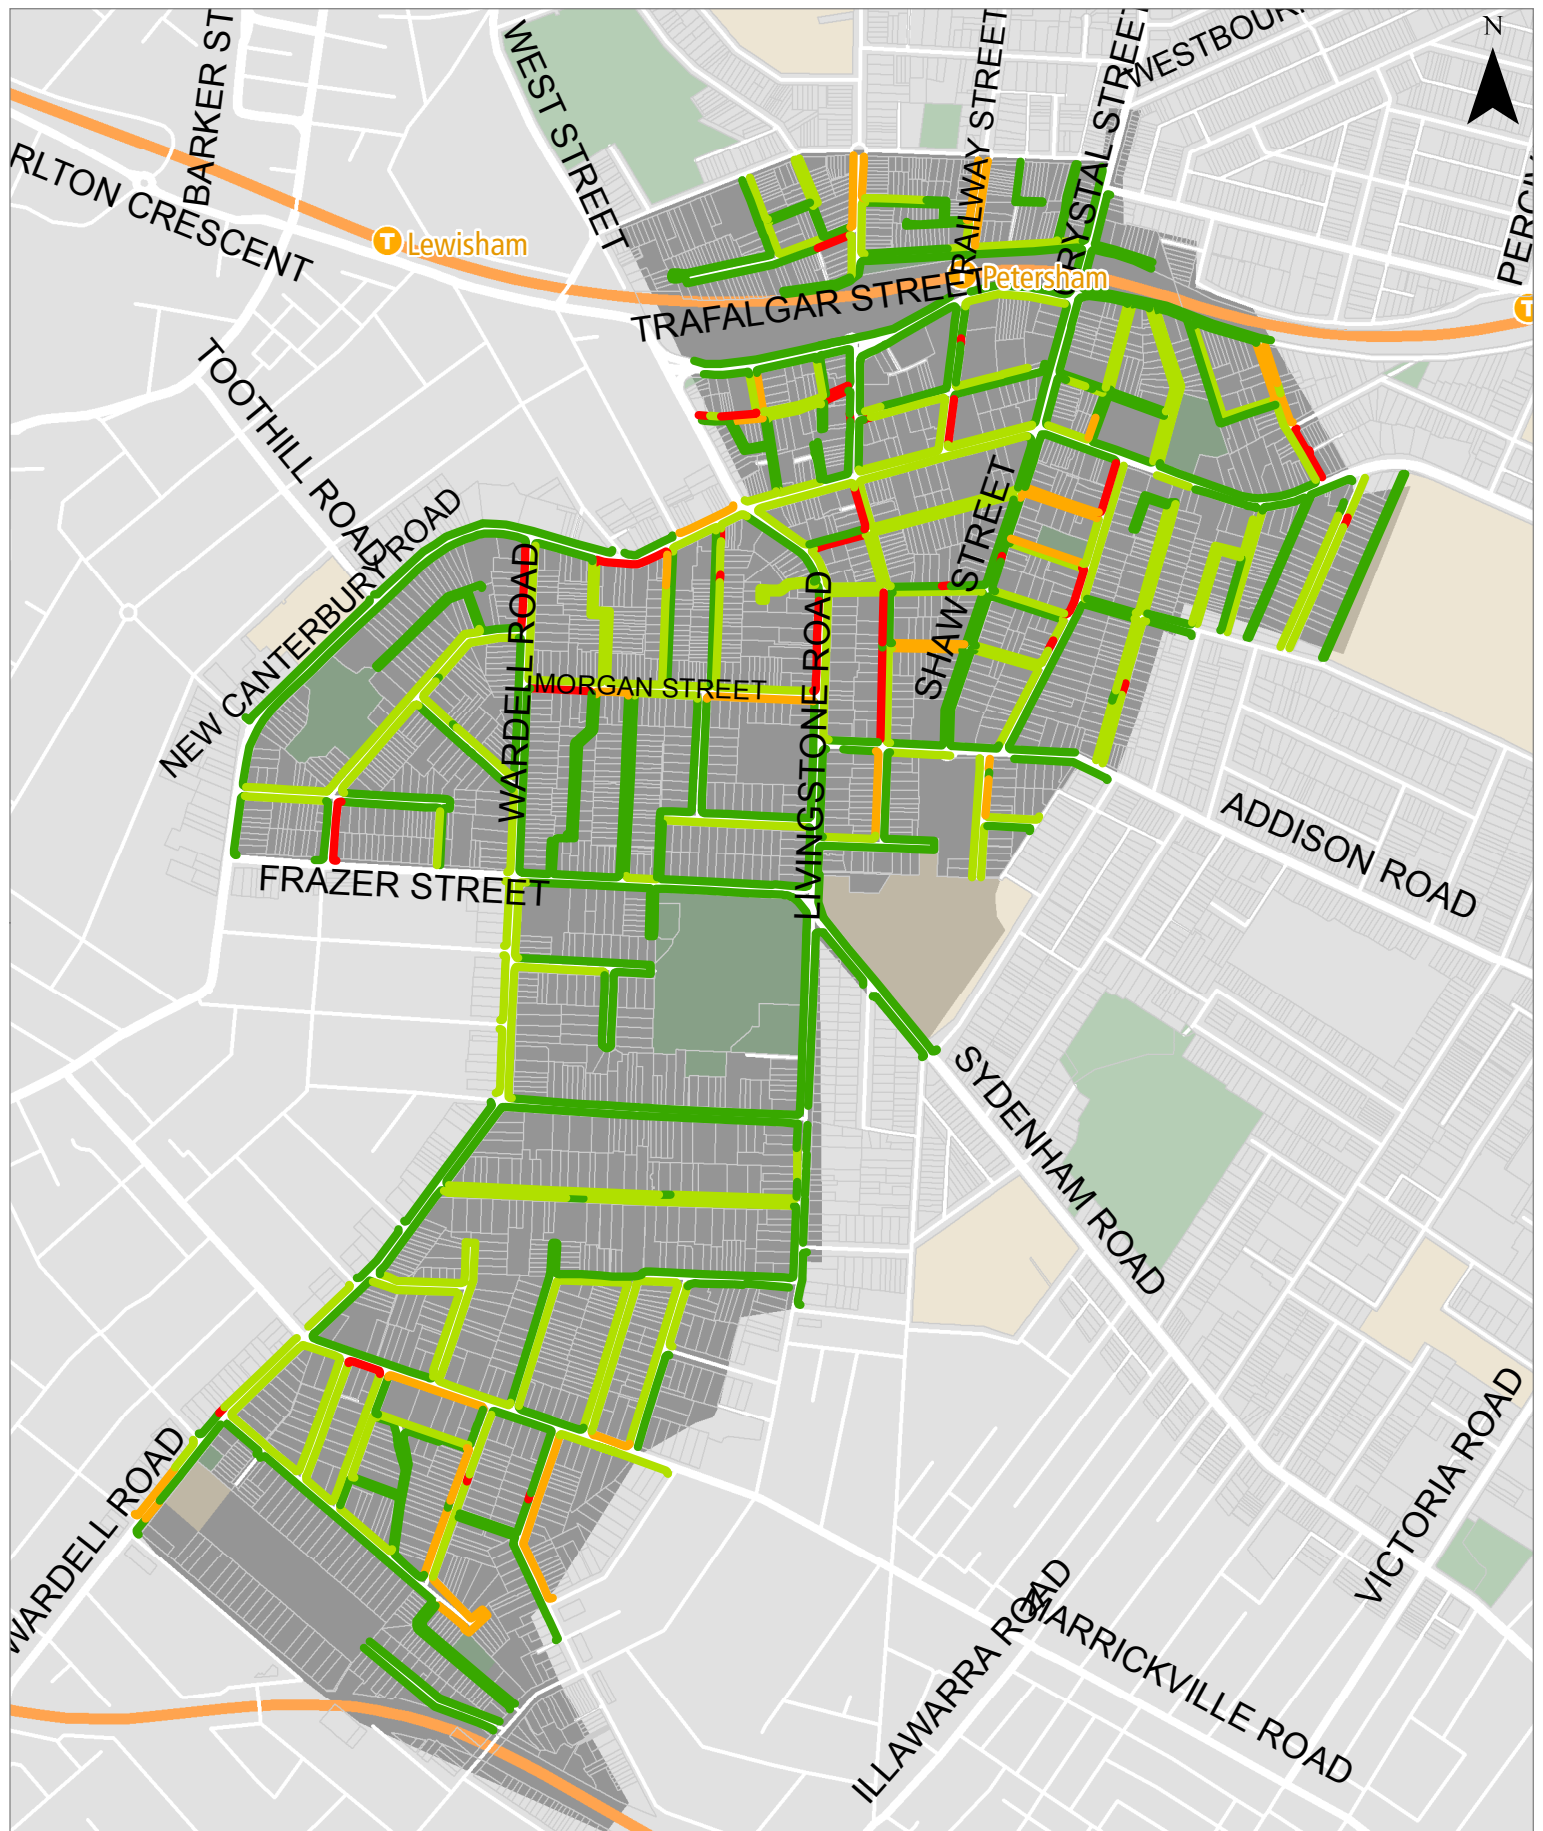 BARKER ST
WEST STREET
RAILWAY STREET
CRYSTAL STREET
WESTBOUR
N
RLTON CRESCENT
T Lewisham
PERCIV
Petersham
TRAFALGAR STREET
T
TOOTHILL ROAD
NEW CANTERBURY ROAD
WARDELL ROAD
SHAW STREET
MORGAN STREET
LIVINGSTONE ROAD
ADDISON ROAD
FRAZER STREET
SYDENHAM ROAD
VICTORIA ROAD
WARDELL ROAD
ILLAWARRA ROAD
MARRICKVILLE ROAD